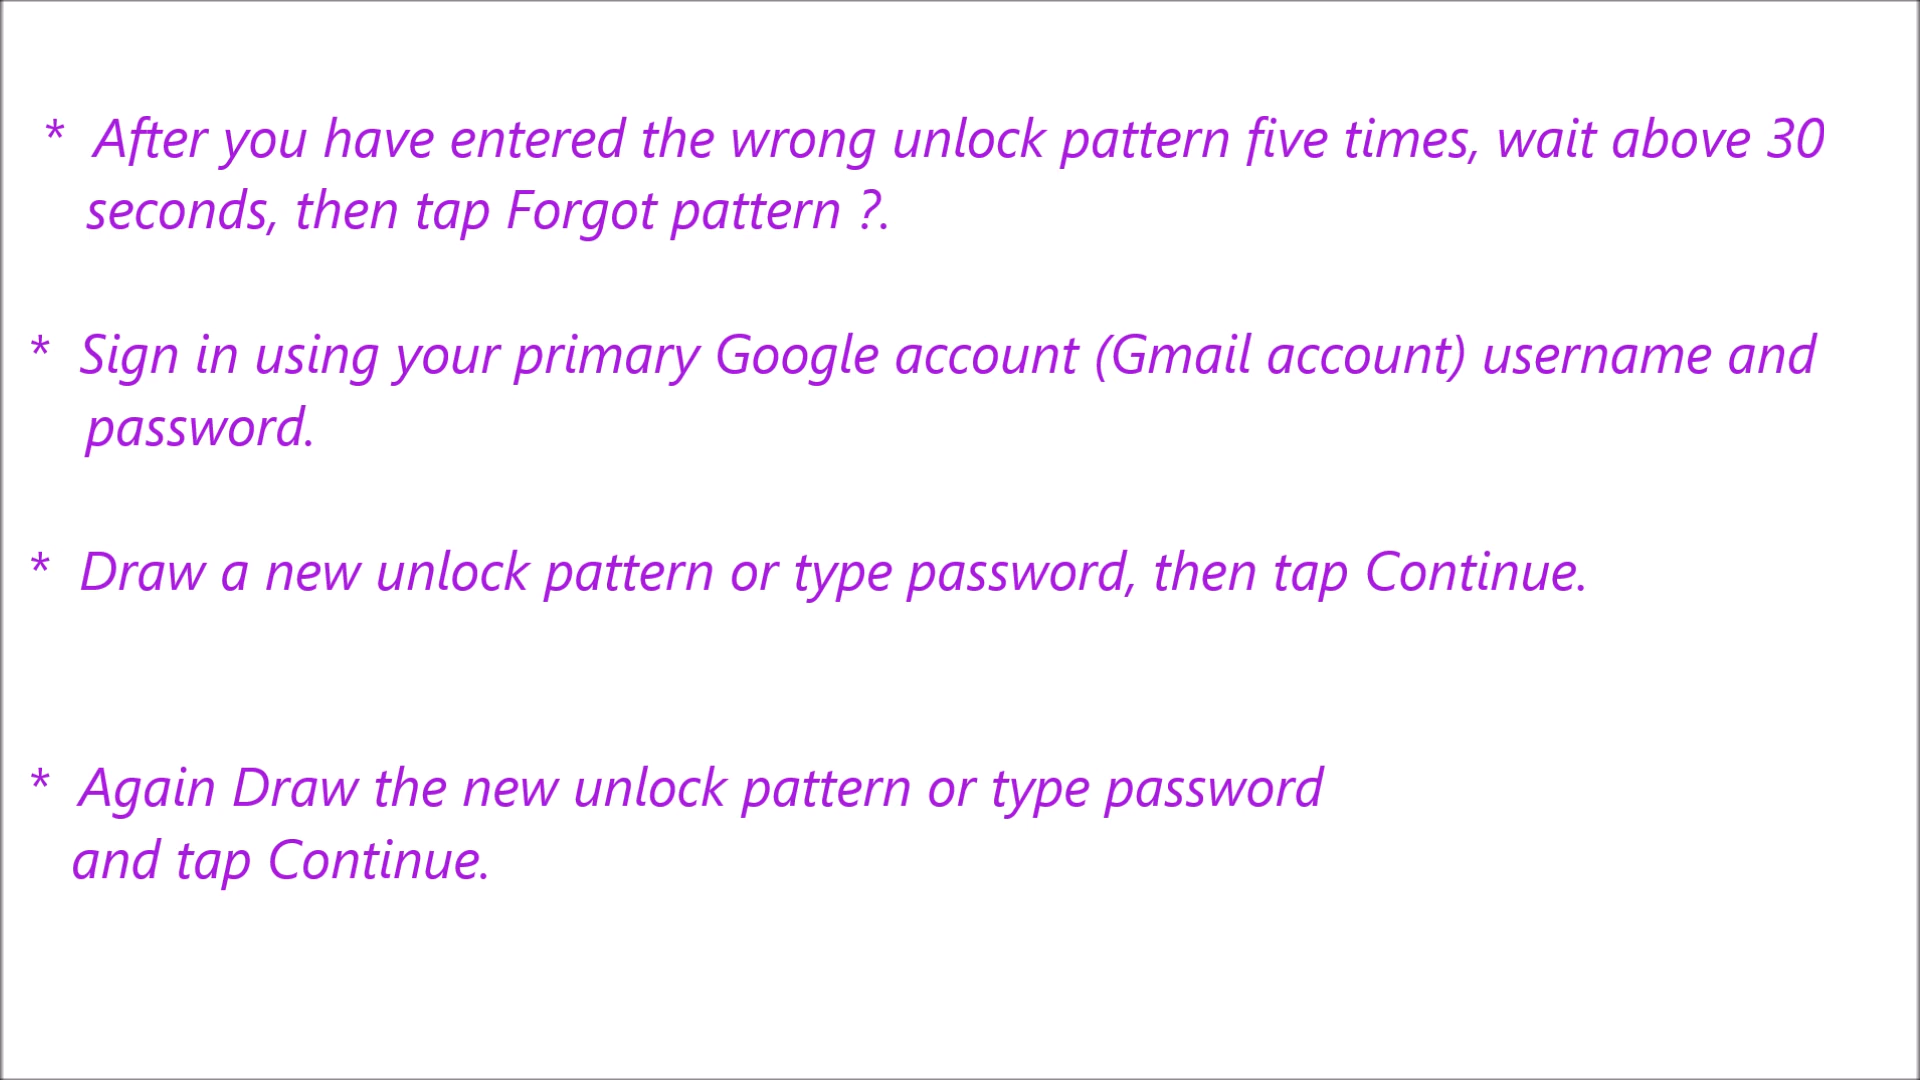 * After you have entered the wrong unlock pattern five times, wait above 30
seconds, then tap Forgot pattern ?.
* Sign in using your primary Google account (Gmail account) username and
password.
* Draw a new unlock pattern or type password, then tap Continue.
* Again Draw the new unlock pattern or type password
and tap Continue.